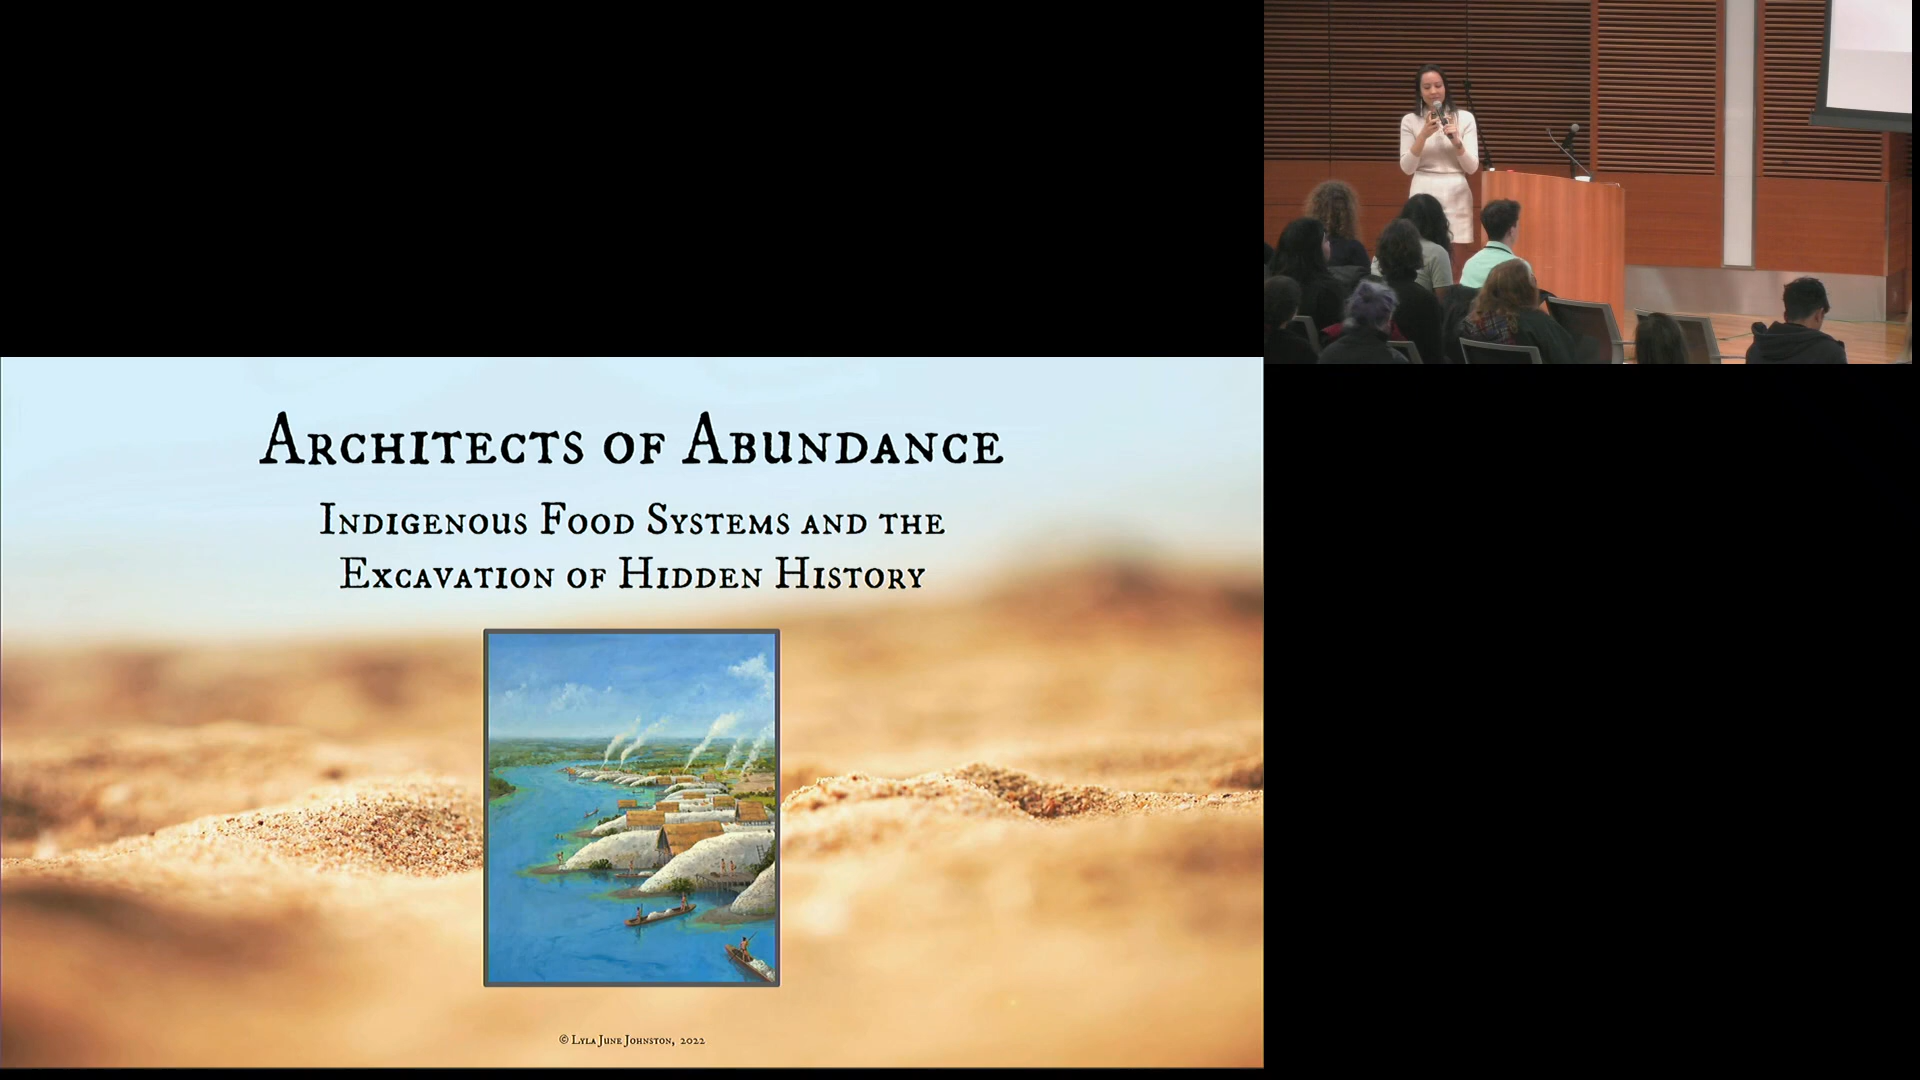 Architects of Abundance
Indigenous Food Systems and the
Excavation of Hidden History
© Lyla June Johnston, 2022